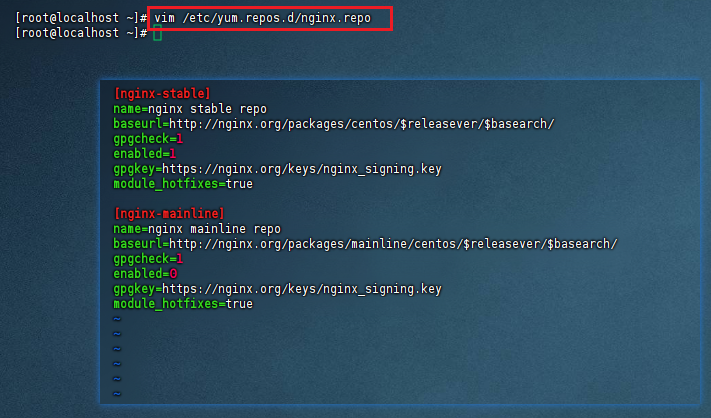 [root@localhost ~]# vim /etc/yum.repos.d/nginx.repo
[root@localhost ~]#
[nginx-stable]
name=nginx stable repo
baseurl=http://nginx.org/packages/centos/$releasever/$basearch/
gpgcheck=1
enabled=1
gpgkey=https://nginx.org/keys/nginx_signing.key
module_hotfixes=true
[nginx-mainline]
name=nginx mainline repo
baseurl=http://nginx.org/packages/mainline/centos/$releasever/$basearch/
gpgcheck=1
enabled=0
gpgkey=https://nginx.org/keys/nginx_signing.key
module_hotfixes=true
~
~
~
~
~
~